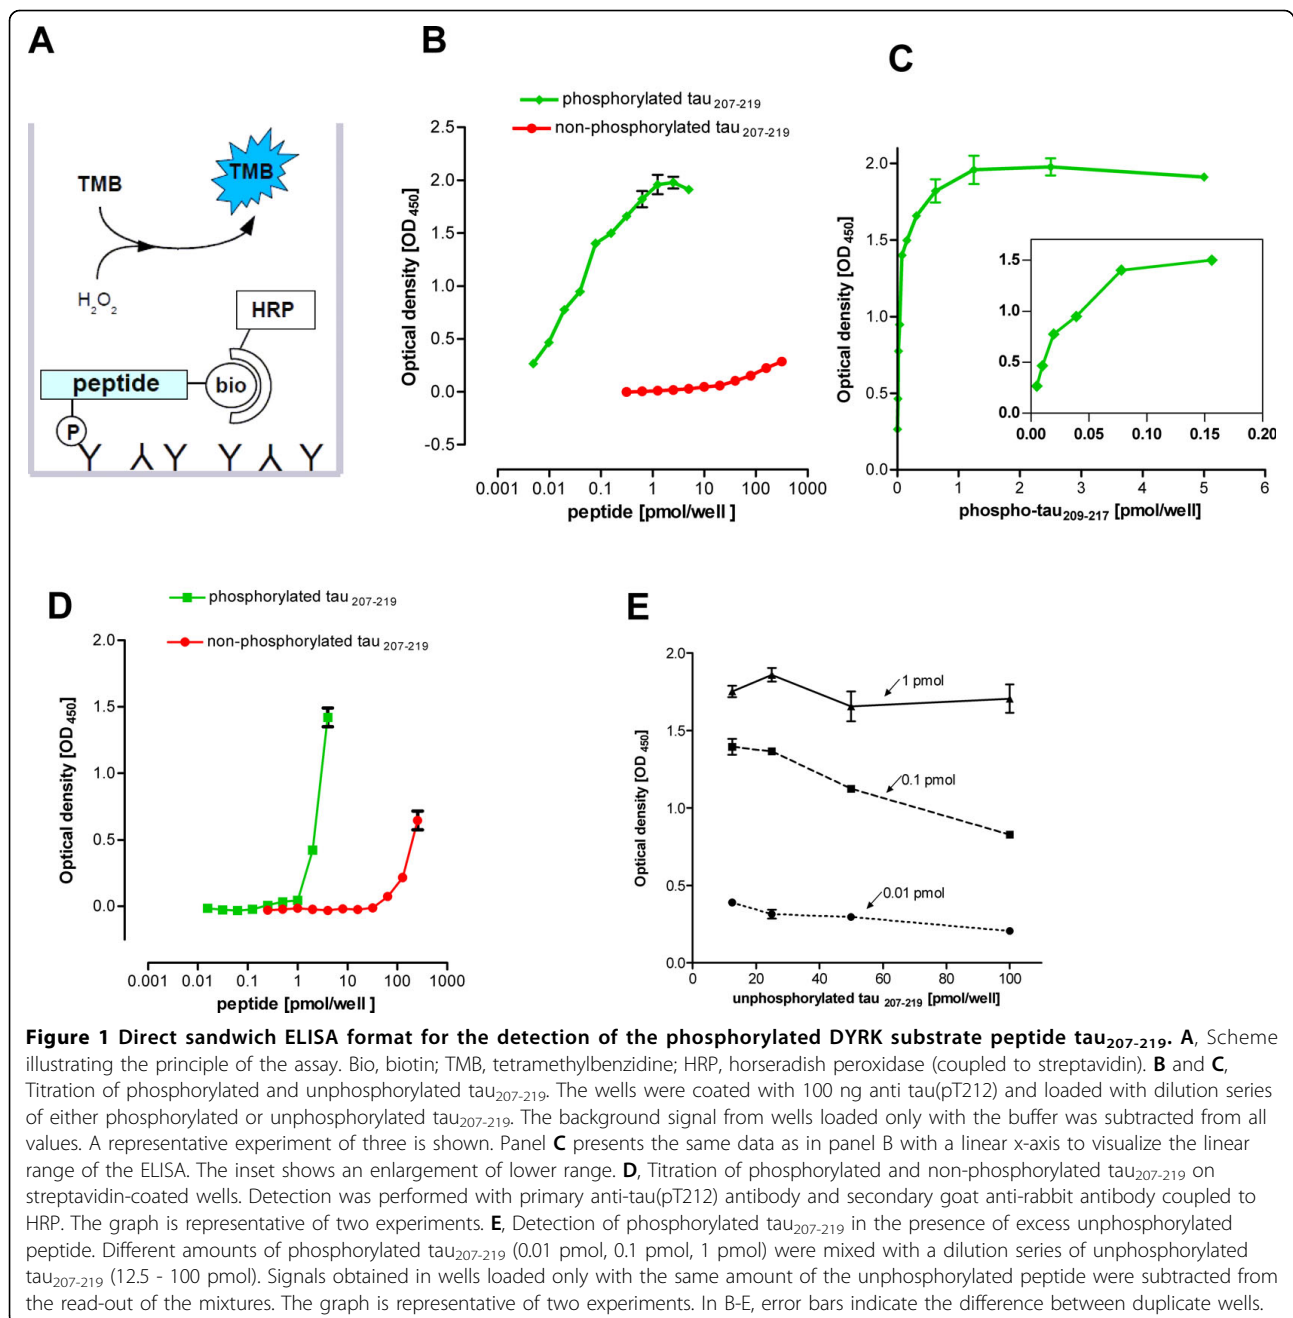 A
TMB
TMB
H2O2
HRP
peptide
bio
P
B
phosphorylated tau 207-219
non-phosphorylated tau 207-219
Optical density [OD 450]
2.5
2.0
1.5
1.0
0.5
0.0
-0.5
0.001 0.01 0.1 1 10 100 1000
peptide [pmol/well ]
C
Optical density [OD 450]
2.0
1.5
1.0
0.5
0.0
0 1 2 3 4 5 6
phospho-tau209-217 [pmol/well]
1.5
1.0
0.5
0.0
0.00 0.05 0.10 0.15 0.20
D
phosphorylated tau 207-219
non-phosphorylated tau 207-219
Optical density [OD 450]
2.0
1.5
1.0
0.5
0.0
0.001 0.01 0.1 1 10 100 1000
peptide [pmol/well ]
E
Optical density [OD 450]
2.0
1.5
1.0
0.5
0.0
1 pmol
0.1 pmol
0.01 pmol
0 20 40 60 80 100
unphosphorylated tau 207-219 [pmol/well]
Figure 1 Direct sandwich ELISA format for the detection of the phosphorylated DYRK substrate peptide tau207-219. A, Scheme
illustrating the principle of the assay. Bio, biotin; TMB, tetramethylbenzidine; HRP, horseradish peroxidase (coupled to streptavidin). B and C,
Titration of phosphorylated and unphosphorylated tau207-219. The wells were coated with 100 ng anti tau(pT212) and loaded with dilution series
of either phosphorylated or unphosphorylated tau207-219. The background signal from wells loaded only with the buffer was subtracted from all
values. A representative experiment of three is shown. Panel C presents the same data as in panel B with a linear x-axis to visualize the linear
range of the ELISA. The inset shows an enlargement of lower range. D, Titration of phosphorylated and non-phosphorylated tau207-219 on
streptavidin-coated wells. Detection was performed with primary anti-tau(pT212) antibody and secondary goat anti-rabbit antibody coupled to
HRP. The graph is representative of two experiments. E, Detection of phosphorylated tau207-219 in the presence of excess unphosphorylated
peptide. Different amounts of phosphorylated tau207-219 (0.01 pmol, 0.1 pmol, 1 pmol) were mixed with a dilution series of unphosphorylated
tau207-219 (12.5 - 100 pmol). Signals obtained in wells loaded only with the same amount of the unphosphorylated peptide were subtracted from
the read-out of the mixtures. The graph is representative of two experiments. In B-E, error bars indicate the difference between duplicate wells.